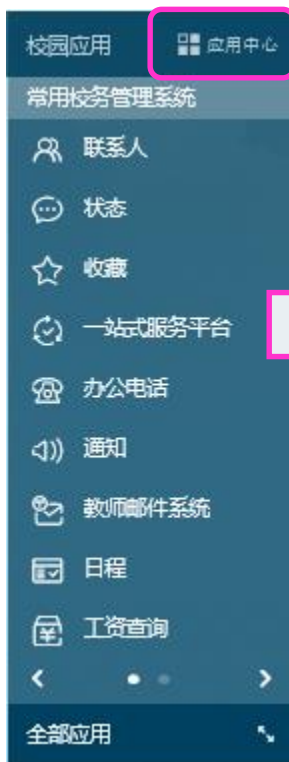 校园应用 应用中心
常用校务管理系统
联系人
状态
收藏
一站式服务平台
办公电话
通知
教师邮件系统
日程
工资查询
全部应用